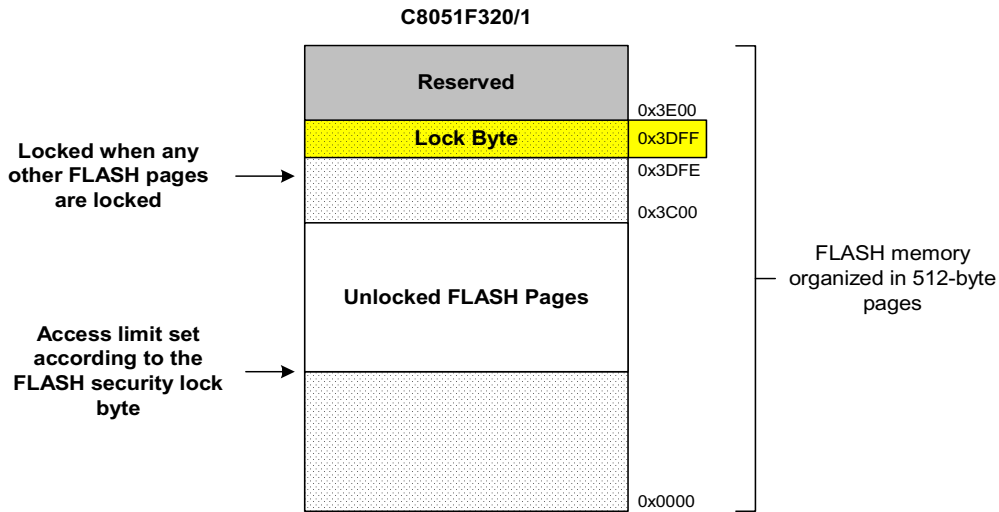 C8051F320/1
Reserved
0x3E00
Lock Byte
0x3DFF
Locked when any
other FLASH pages
are locked
0x3DFE
0x3C00
Unlocked FLASH Pages
FLASH memory
organized in 512-byte
pages
Access limit set
according to the
FLASH security lock
byte
0x0000